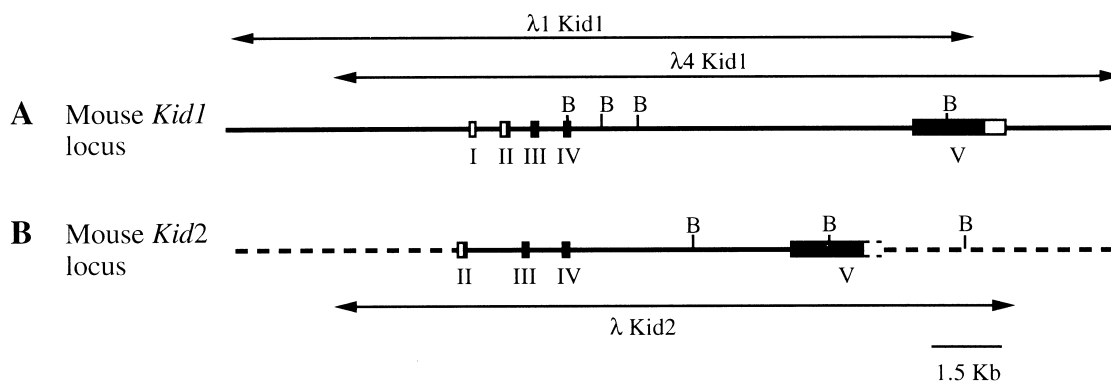 λ1 Kid1
λ4 Kid1
A Mouse Kid1 locus
B B B B
I II III IV V
B Mouse Kid2 locus
B B B
II III IV V
λ Kid2
1.5 Kb